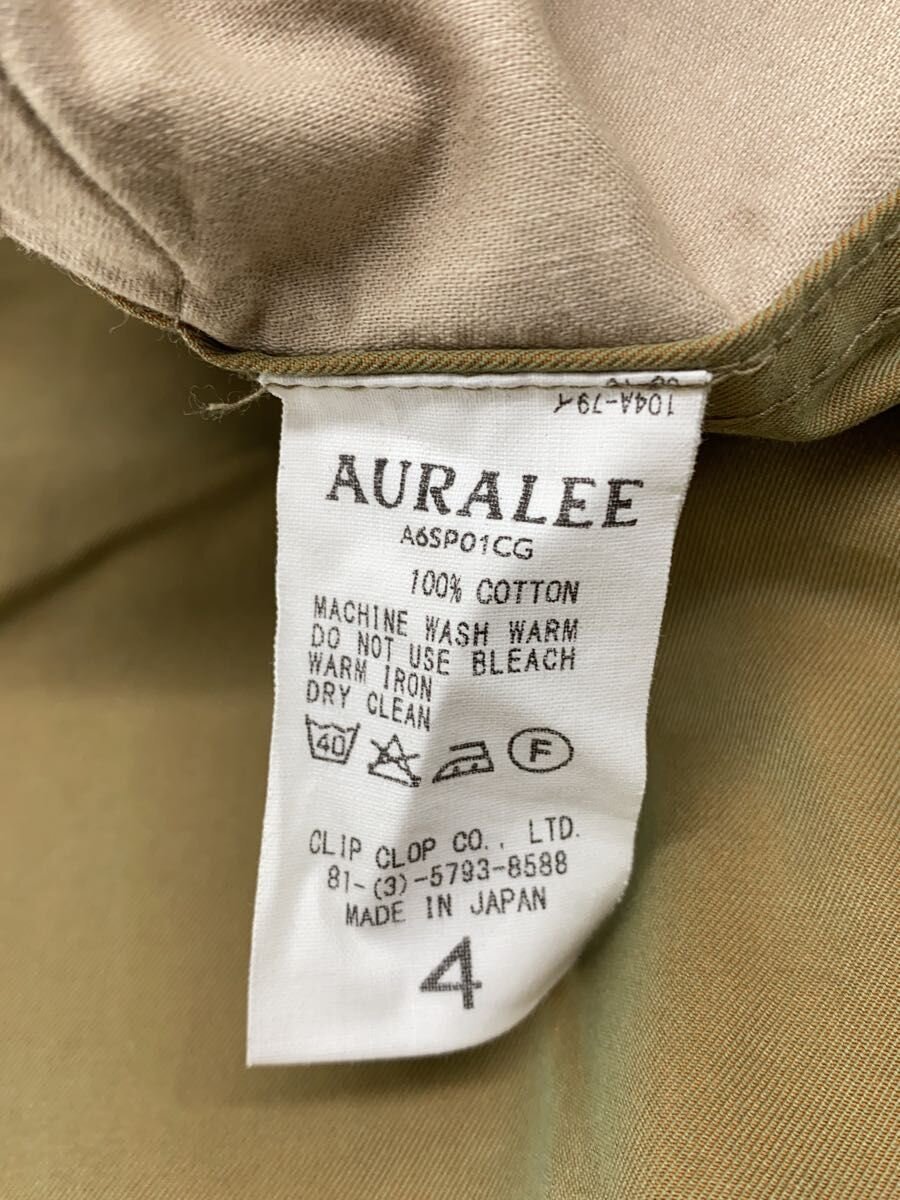 104A-79イ
AURALEE
A6SP01CG
100% COTTON
MACHINE WASH WARM
DO NOT USE BLEACH
WARM IRON
DRY CLEAN
40
F
CLIP CLOP CO., LTD.
81-(3)-5793-8588
MADE IN JAPAN
4